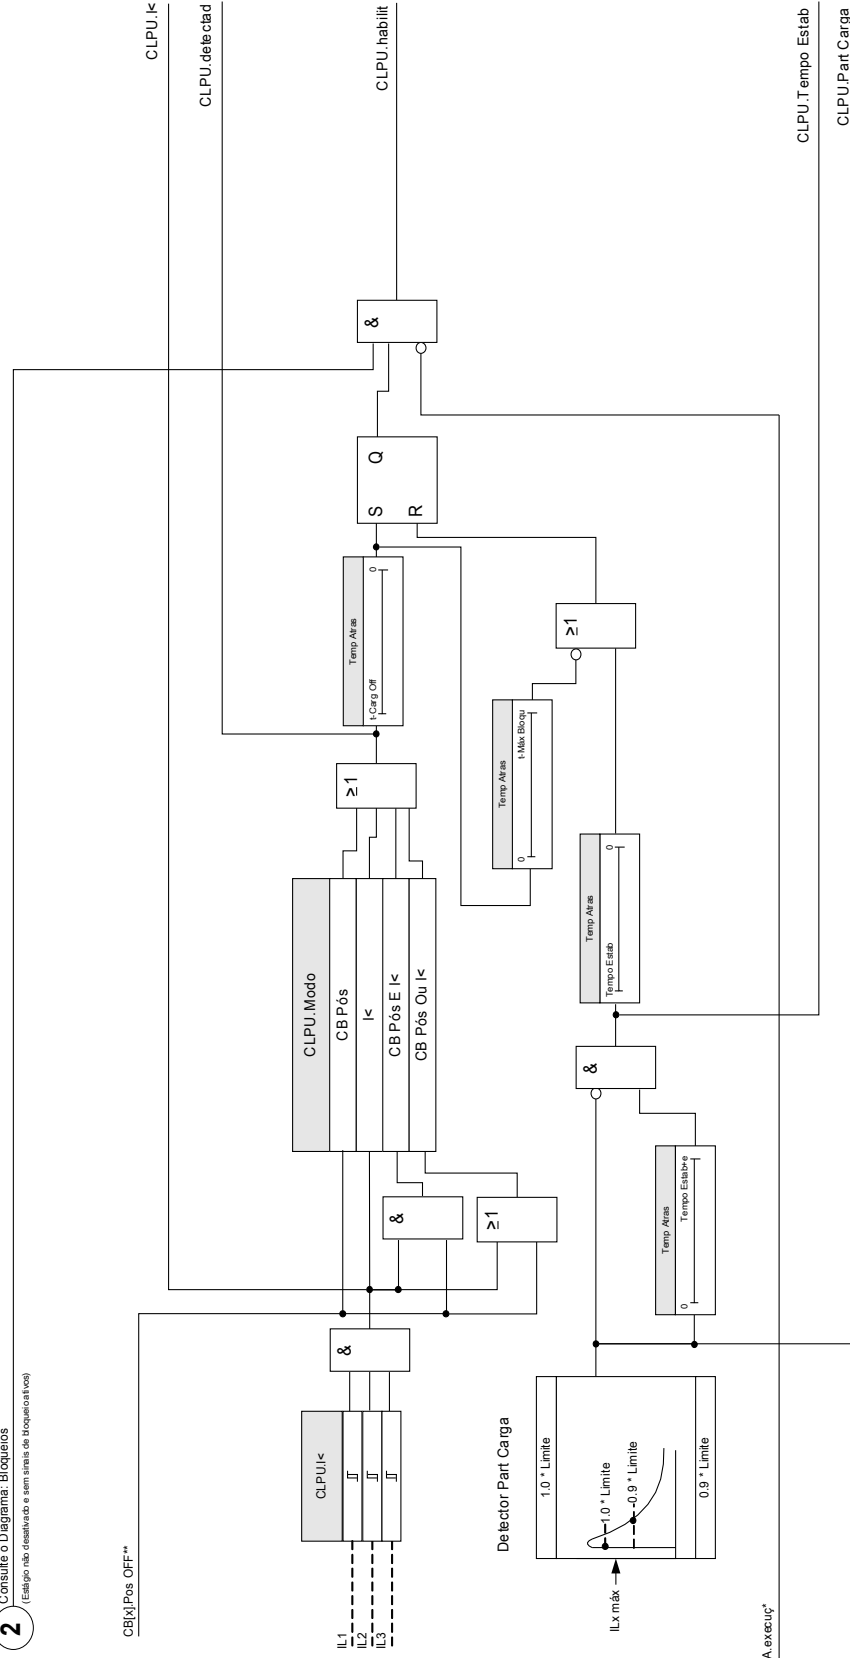 2
Consulte o Diagrama: Bloqueios
(Estágio não desativado e sem sinais de bloqueio ativos)
CB[x].Pos OFF**
IL1
IL2
IL3
CLPU.I<
&
CLPU.Modo
CB Pós
I<
CB Pós E I<
CB Pós Ou I<
&
≥1
≥1
Temp Atras
t-Carg Off
0
S
R
Q
&
CLPU.I<
CLPU.detectad
CLPU.habilit
Temp Atras
0
t-Máx Bloqu
≥1
Detector Part Carga
1.0 * Limite
1.0 * Limite
0.9 * Limite
0.9 * Limite
ILx máx
Temp Atras
0
Tempo Estab+e
&
Temp Atras
Tempo Estab
0
A.execuç*
CLPU.Tempo Estab
CLPU.Part Carga